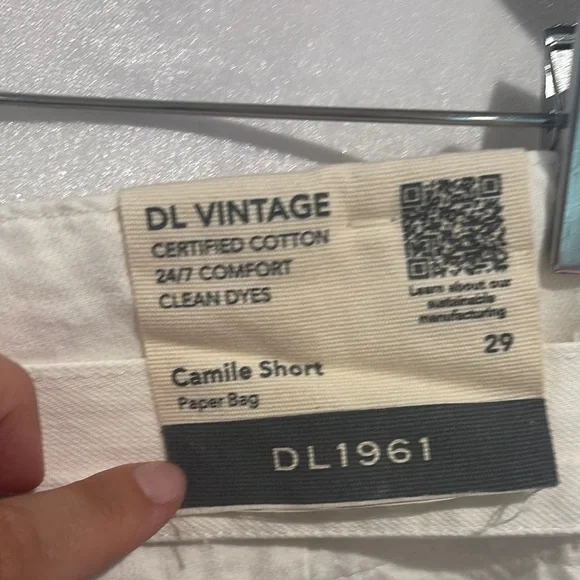 DL VINTAGE
CERTIFIED COTTON
24/7 COMFORT
CLEAN DYES
Learn about our
sustainable
manufacturing
29
Camile Short
Paper Bag
DL1961